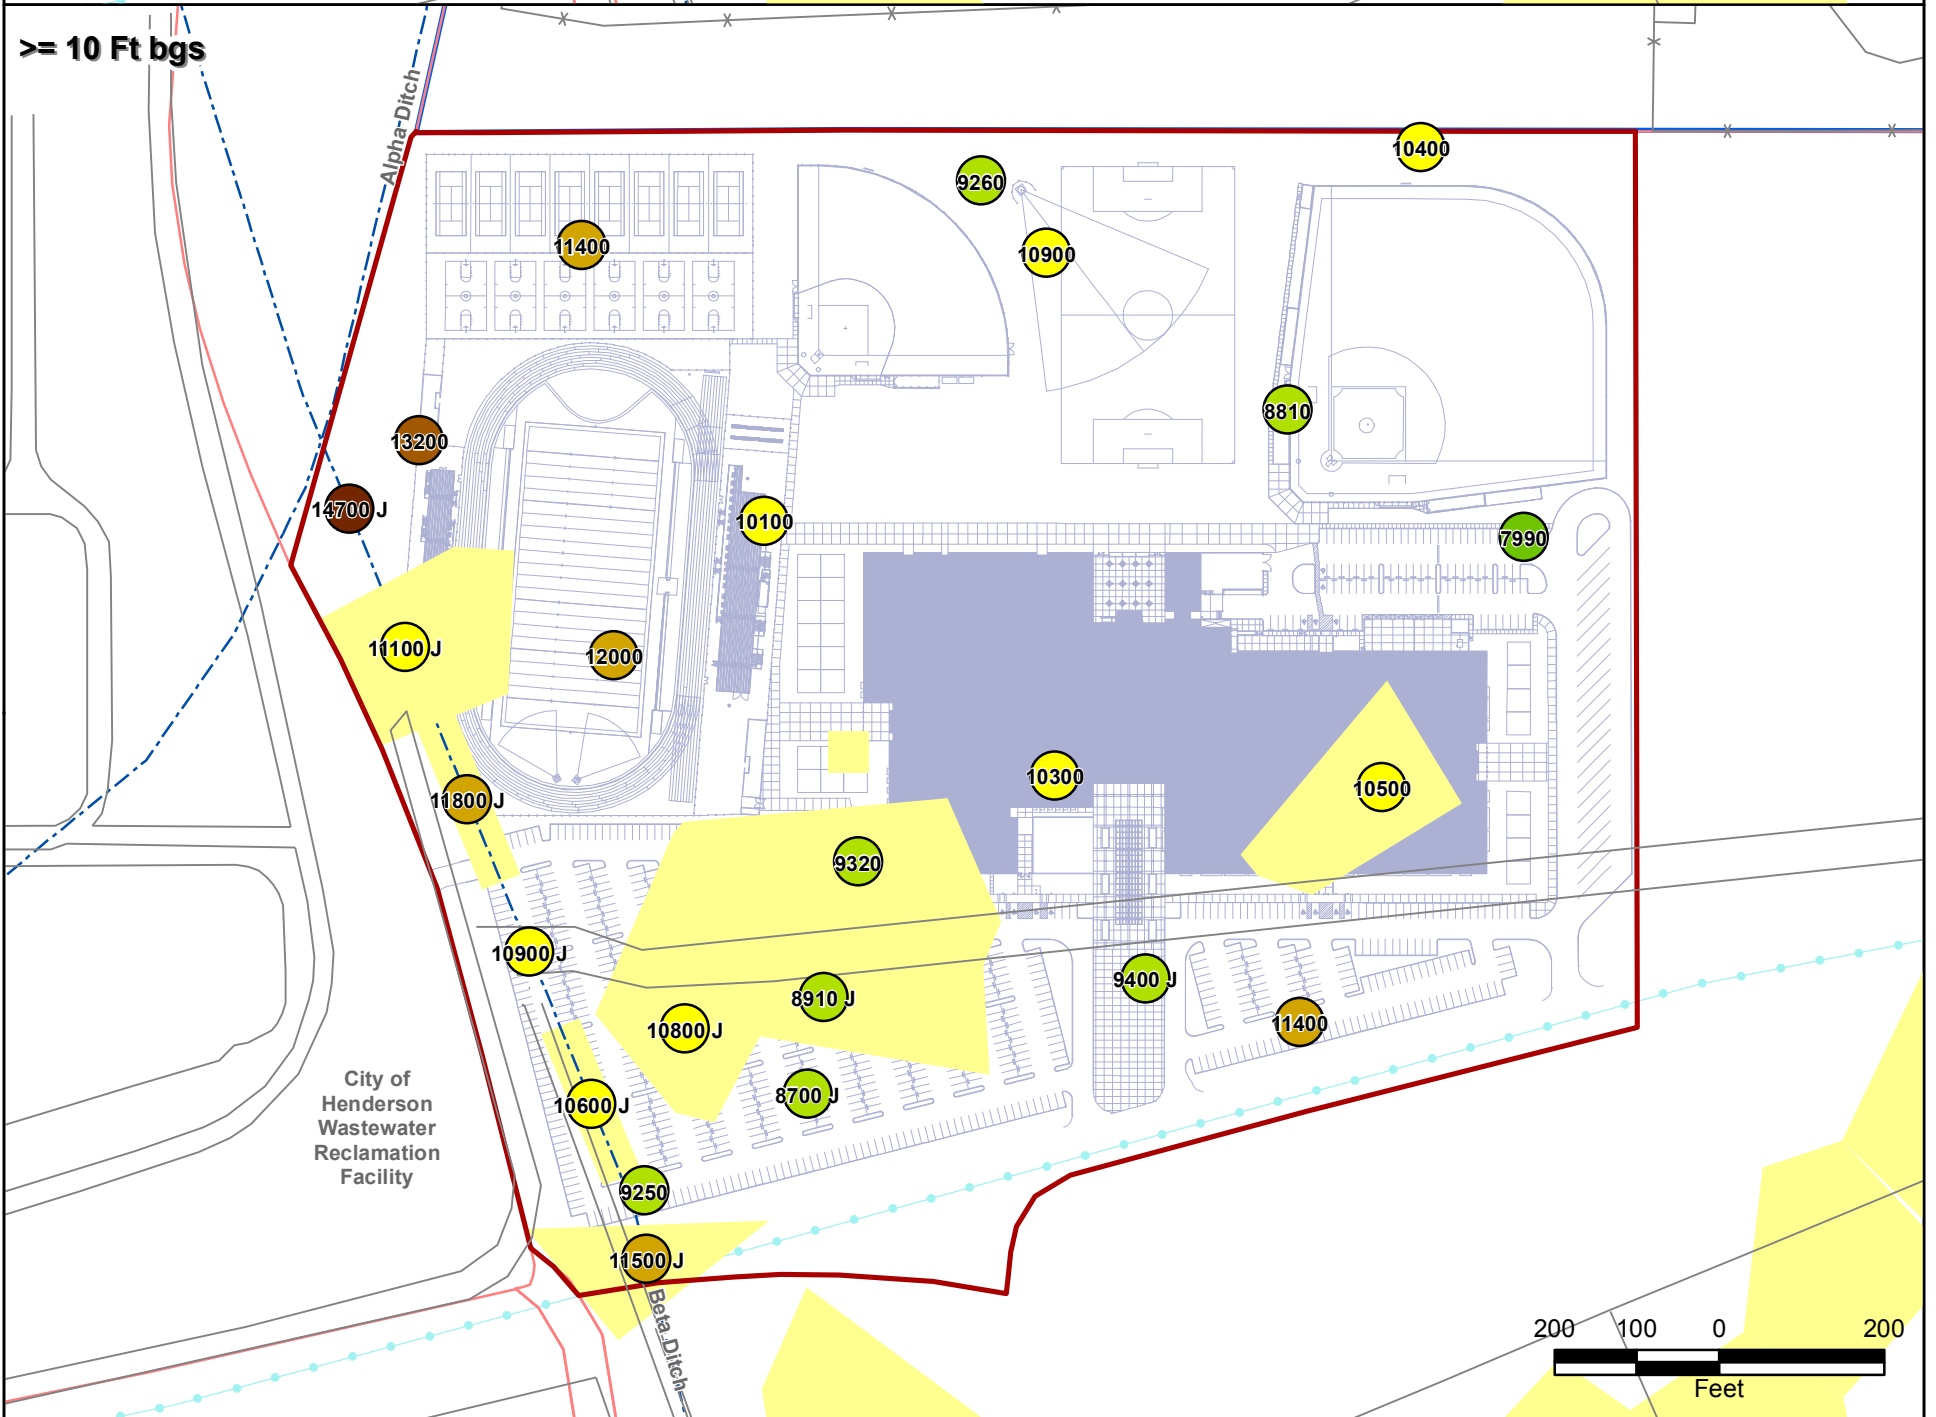 >= 10 Ft bgs
Alpha Ditch
10400
9260
11400
10900
8810
13200
14700 J
10100
7990
11100 J
12000
10300
10500
11800 J
9320
10900 J
9400 J
8910 J
10800 J
11400
City of
Henderson
Wastewater
Reclamation
Facility
8700 J
10600 J
9250
11500 J
Beta Ditch
200 100 0 200
Feet